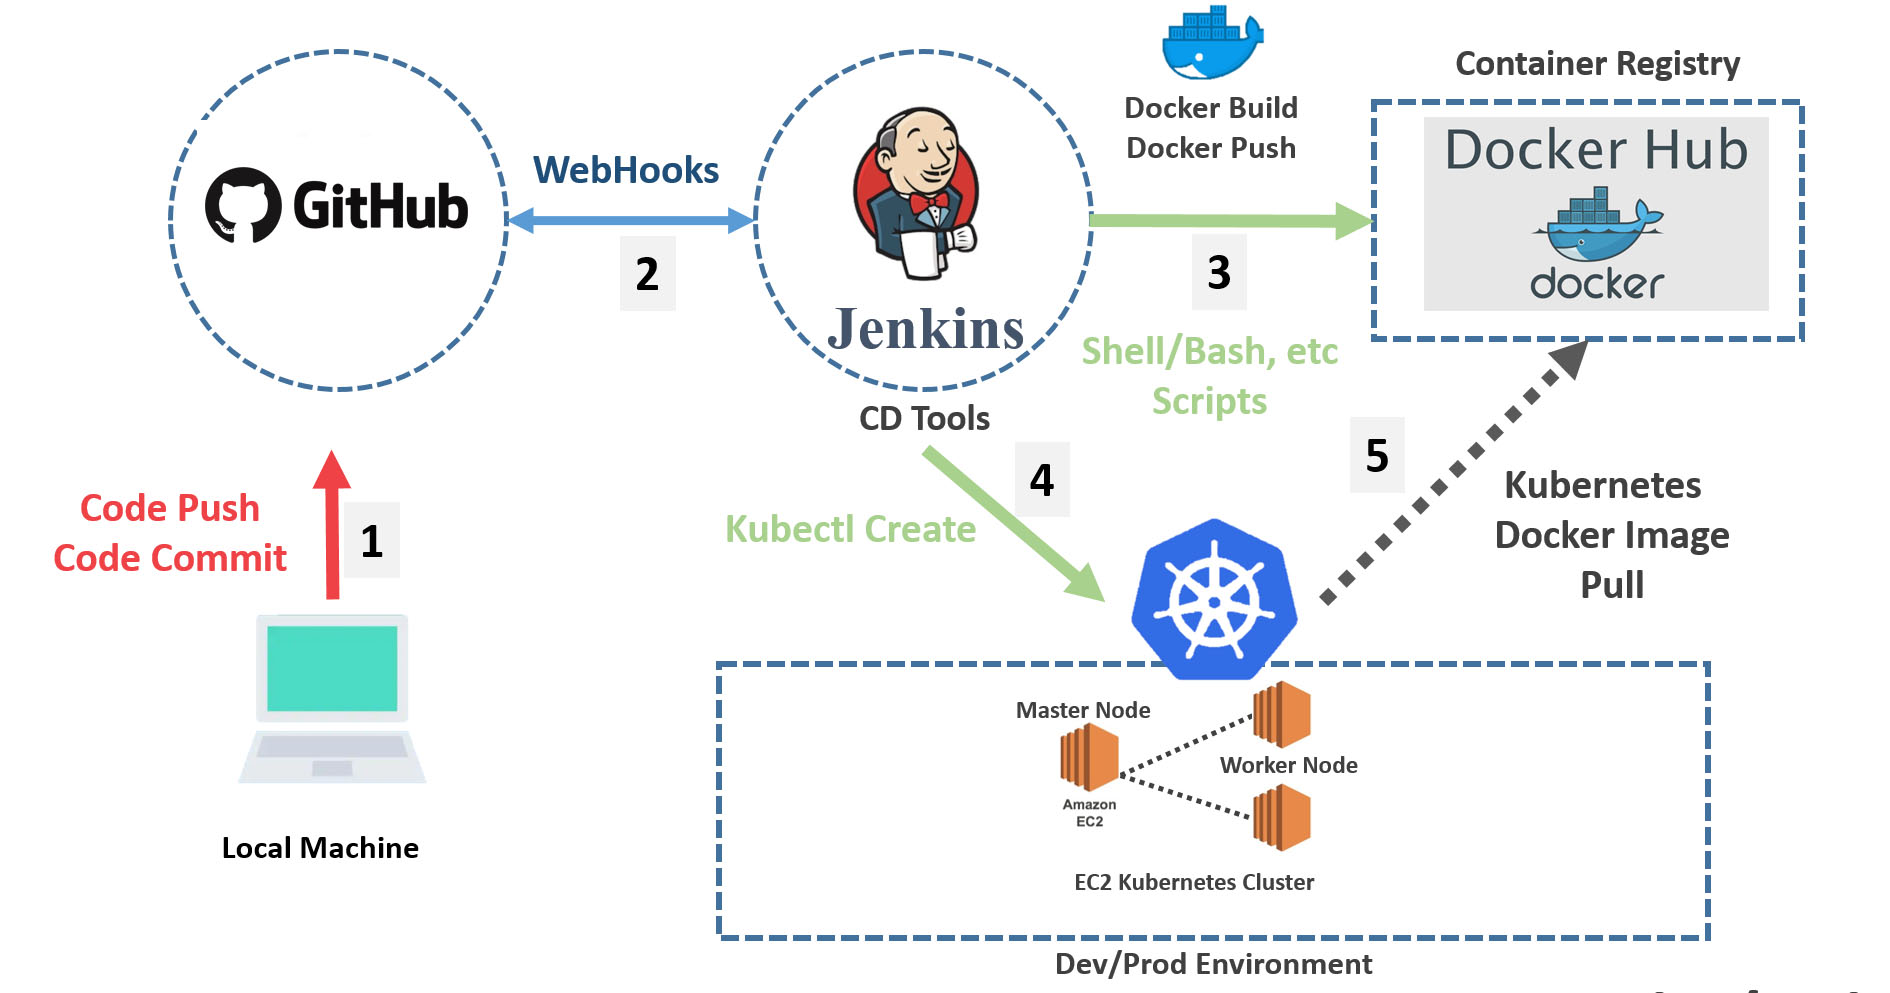 Docker Build
Docker Push
Container Registry
Docker Hub
docker
GitHub
WebHooks
2
Jenkins
3
Shell/Bash, etc
Scripts
CD Tools
4
Kubectl Create
5
Kubernetes
Docker Image
Pull
Code Push
Code Commit
1
Local Machine
Master Node
Amazon
EC2
Worker Node
EC2 Kubernetes Cluster
Dev/Prod Environment